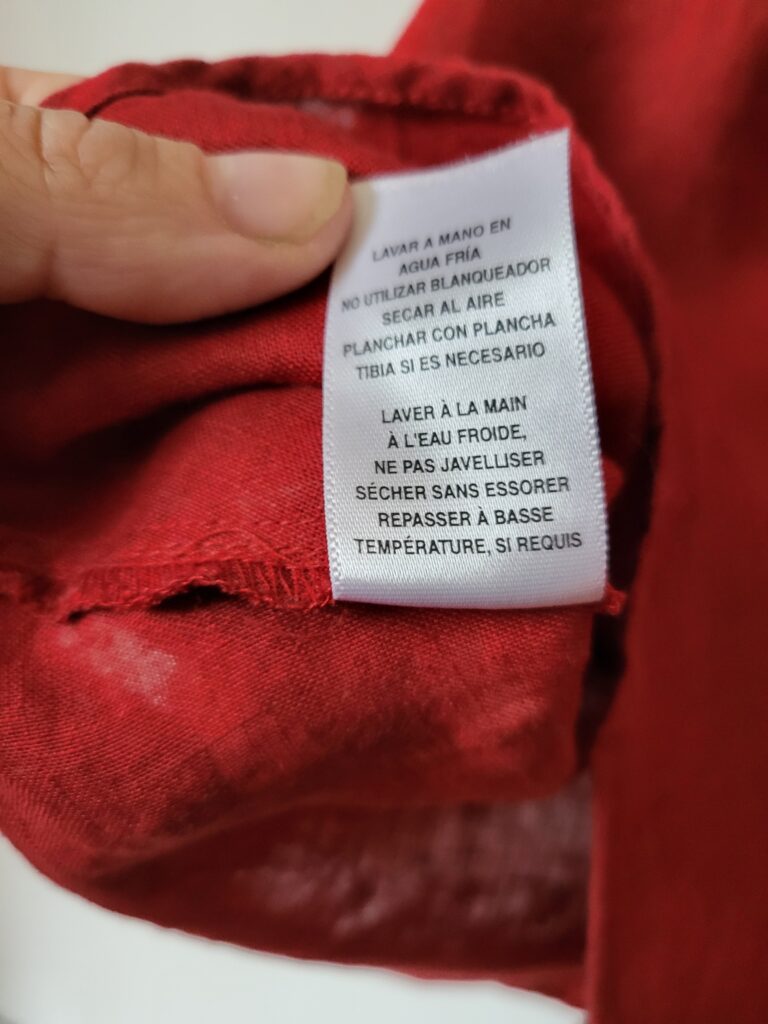 LAVAR A MANO EN
AGUA FRÍA
NO UTILIZAR BLANQUEADOR
SECAR AL AIRE
PLANCHAR CON PLANCHA
TIBIA SI ES NECESARIO
LAVER À LA MAIN
À L'EAU FROIDE,
NE PAS JAVELLISER
SÉCHER SANS ESSORER
REPASSER À BASSE
TEMPÉRATURE, SI REQUIS